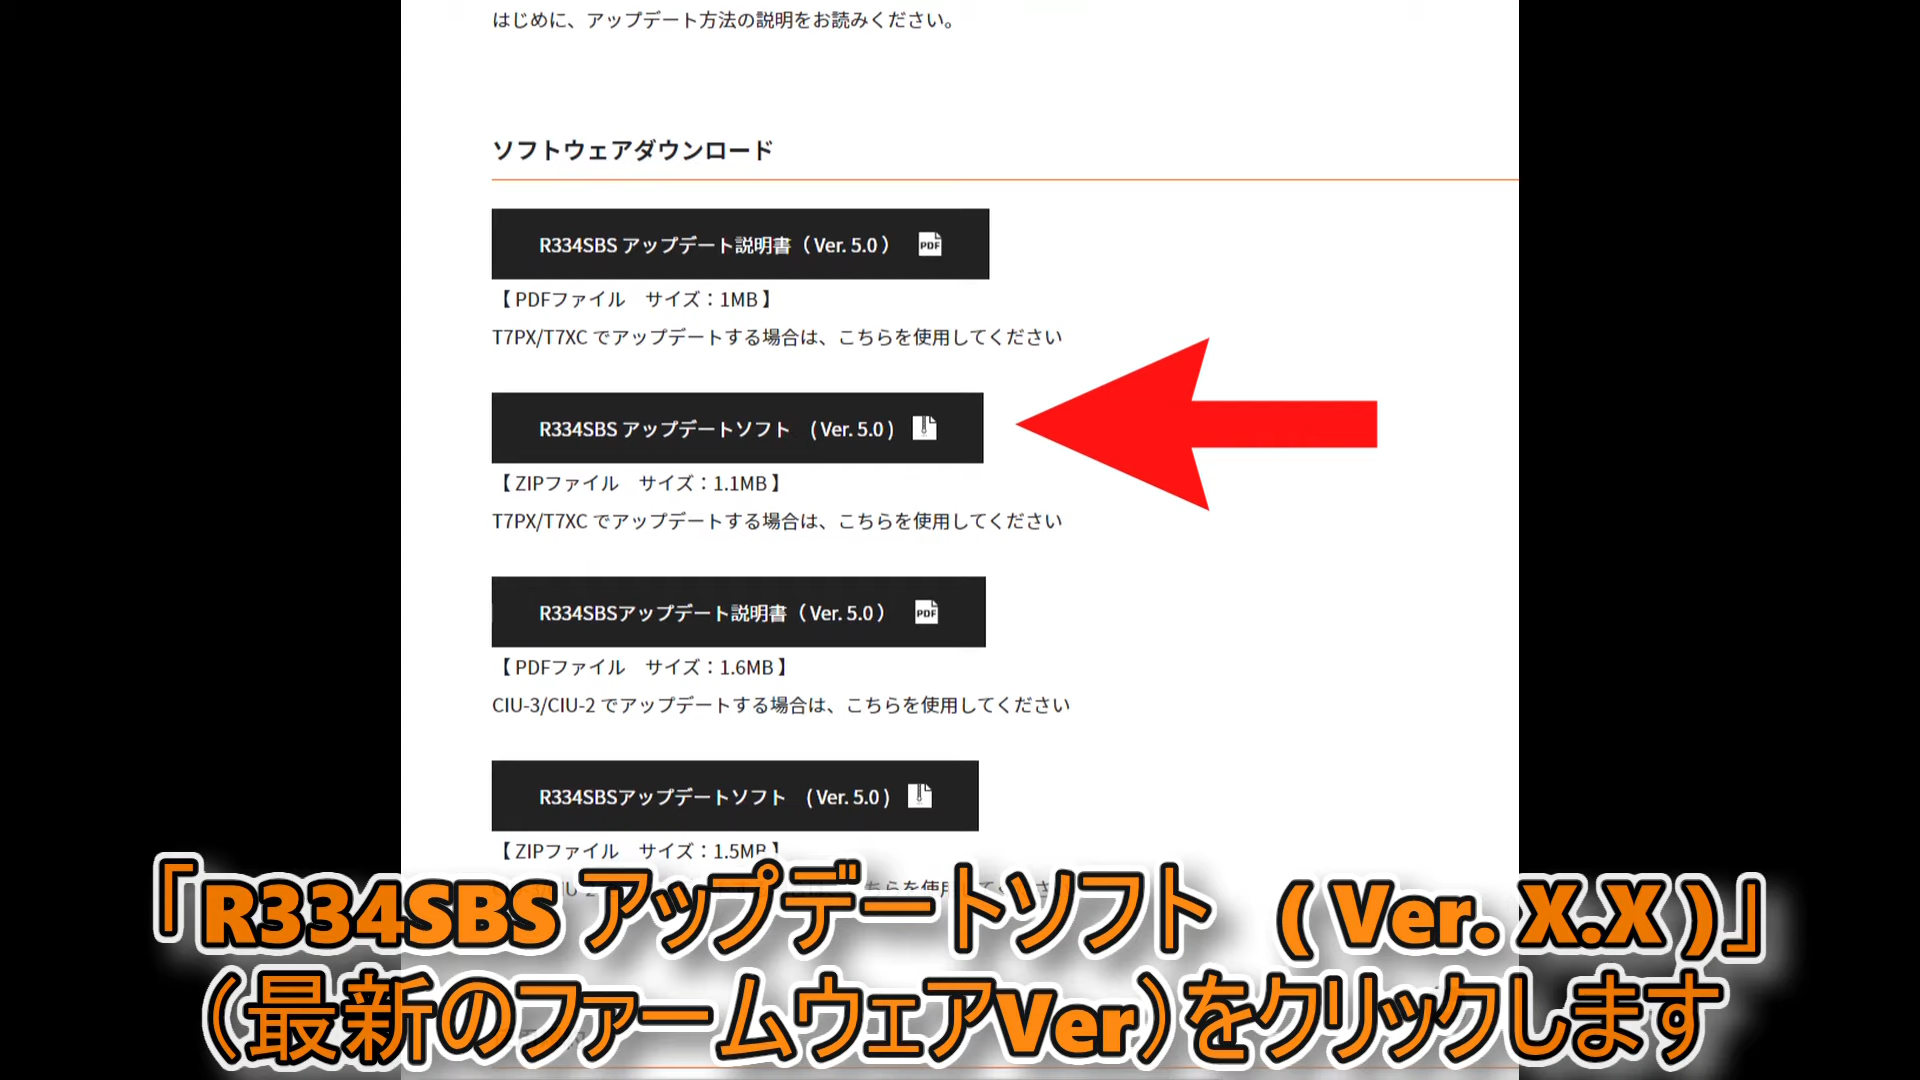 はじめに、アップデート方法の説明をお読みください。
ソフトウェアダウンロード
R334SBS アップデート説明書（ Ver. 5.0 ）
PDF
【 PDFファイル　サイズ：1MB 】
T7PX/T7XC でアップデートする場合は、こちらを使用してください
R334SBS アップデートソフト　( Ver. 5.0 )
【 ZIPファイル　サイズ：1.1MB 】
T7PX/T7XC でアップデートする場合は、こちらを使用してください
R334SBSアップデート説明書（ Ver. 5.0 ）
PDF
【 PDFファイル　サイズ：1.6MB 】
CIU-3/CIU-2 でアップデートする場合は、こちらを使用してください
R334SBSアップデートソフト　( Ver. 5.0 )
【 ZIPファイル　サイズ：1.5MB 】
「R334SBS アップデートソフト　( Ver. X.X )」
（最新のファームウェアVer）をクリックします